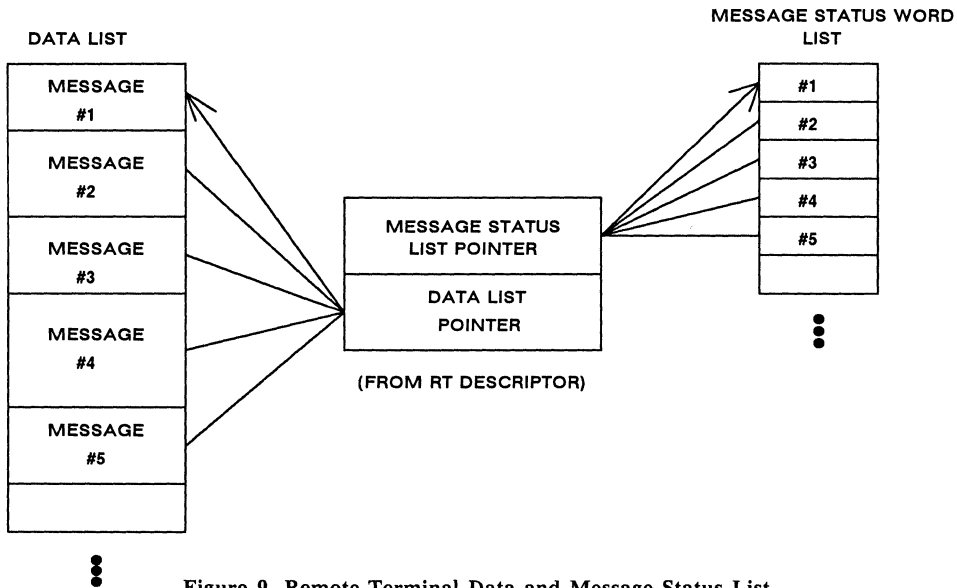 DATA LIST
MESSAGE
#1
MESSAGE
#2
MESSAGE
#3
MESSAGE
#4
MESSAGE
#5
MESSAGE STATUS
LIST POINTER
DATA LIST
POINTER
(FROM RT DESCRIPTOR)
MESSAGE STATUS WORD
LIST
#1
#2
#3
#4
#5
Figure 9. Remote Terminal Data and Message Status List